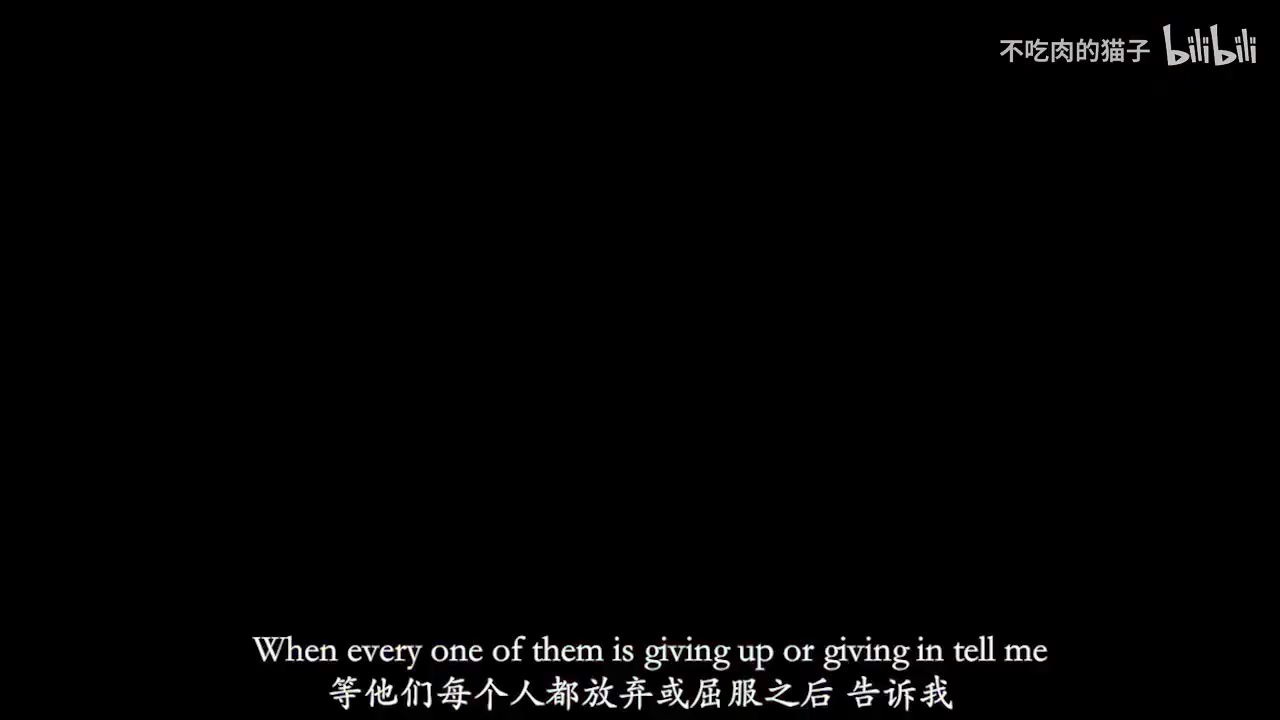 不吃肉的猫子 bilibili
When every one of them is giving up or giving in tell me
等他们每个人都放弃或屈服之后 告诉我